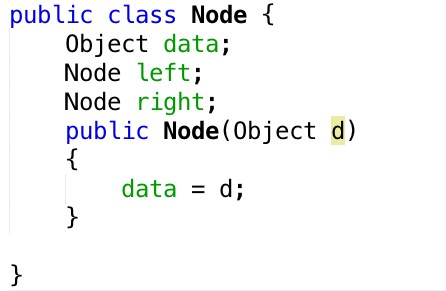 public class Node {
    Object data;
    Node left;
    Node right;
    public Node(Object d)
    {
        data = d;
    }

}